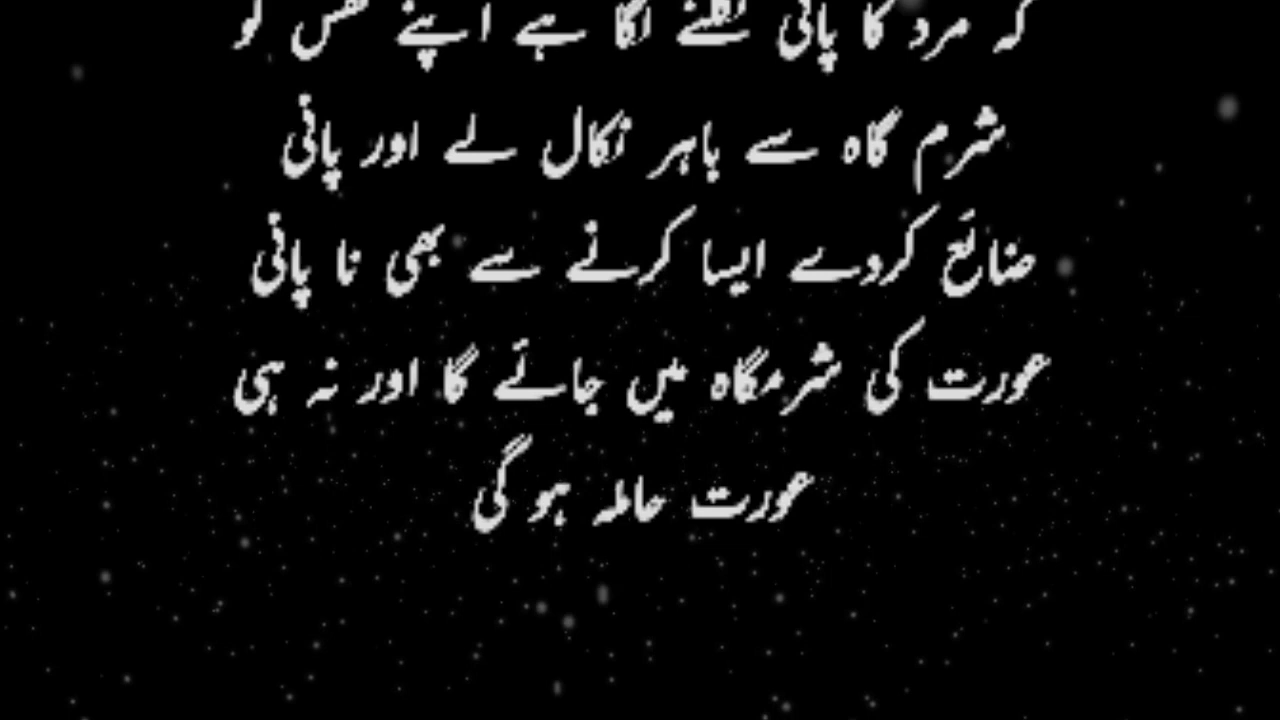 کہ مرد کا پانی نکلنے لگا ہے اپنے نفس کو
شرم گاہ سے باہر نکال لے اور پانی
ضائع کردے ایسا کرنے سے بھی نا پانی
عورت کی شرمگاہ میں جائے گا اور نہ ہی
عورت حاملہ ہو گی